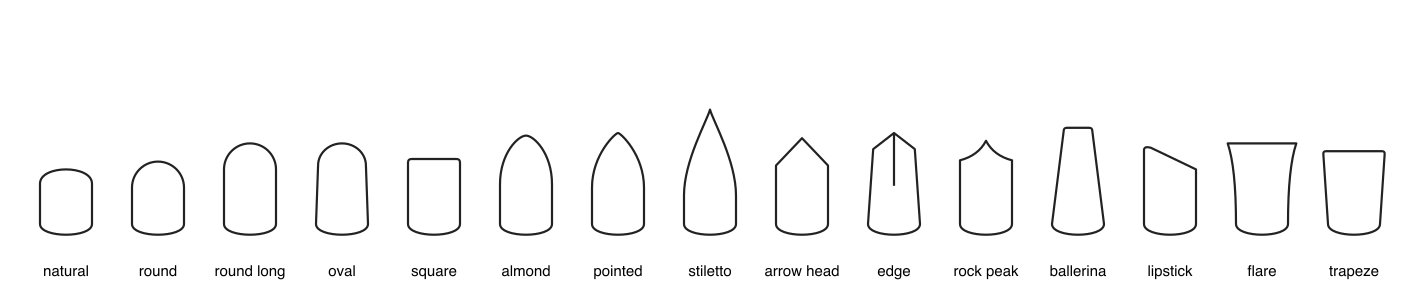 natural round round long oval square almond pointed stiletto arrow head edge rock peak ballerina lipstick flare trapeze